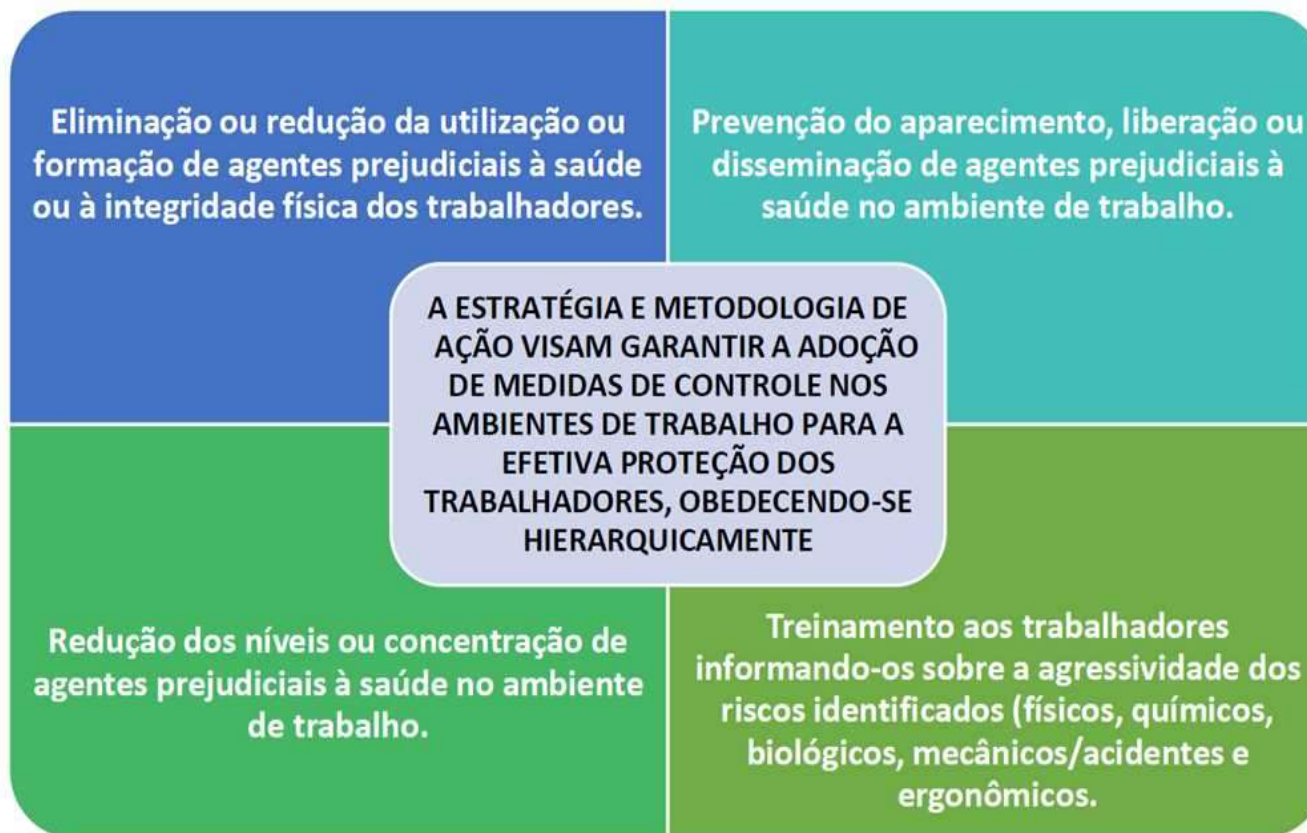 Eliminação ou redução da utilização ou
formação de agentes prejudiciais à saúde
ou à integridade física dos trabalhadores.
Prevenção do aparecimento, liberação ou
disseminação de agentes prejudiciais à
saúde no ambiente de trabalho.
A ESTRATÉGIA E METODOLOGIA DE
AÇÃO VISAM GARANTIR A ADOÇÃO
DE MEDIDAS DE CONTROLE NOS
AMBIENTES DE TRABALHO PARA A
EFETIVA PROTEÇÃO DOS
TRABALHADORES, OBEDECENDO-SE
HIERARQUICAMENTE
Redução dos níveis ou concentração de
agentes prejudiciais à saúde no ambiente
de trabalho.
Treinamento aos trabalhadores
informando-os sobre a agressividade dos
riscos identificados (físicos, químicos,
biológicos, mecânicos/acidentes e
ergonômicos.